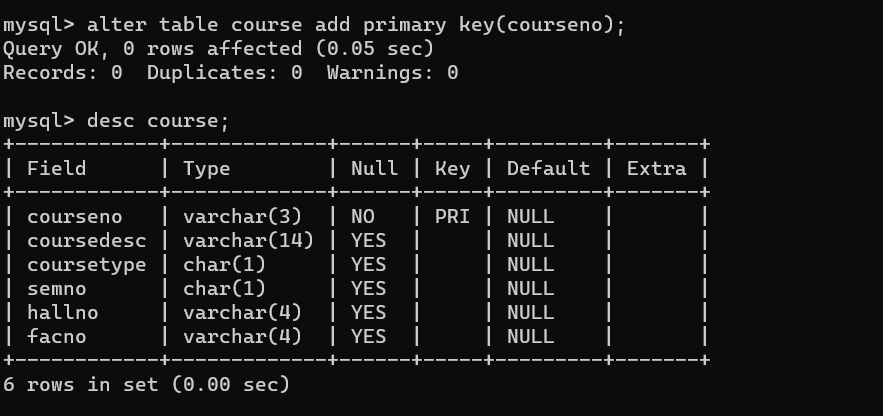 mysql> alter table course add primary key(courseno);
Query OK, 0 rows affected (0.05 sec)
Records: 0  Duplicates: 0  Warnings: 0

mysql> desc course;
+------------+-------------+------+-----+---------+-------+
| Field      | Type        | Null | Key | Default | Extra |
+------------+-------------+------+-----+---------+-------+
| courseno   | varchar(3)  | NO   | PRI | NULL    |       |
| coursedesc | varchar(14) | YES  |     | NULL    |       |
| coursetype | char(1)     | YES  |     | NULL    |       |
| semno      | char(1)     | YES  |     | NULL    |       |
| hallno     | varchar(4)  | YES  |     | NULL    |       |
| facno      | varchar(4)  | YES  |     | NULL    |       |
+------------+-------------+------+-----+---------+-------+
6 rows in set (0.00 sec)